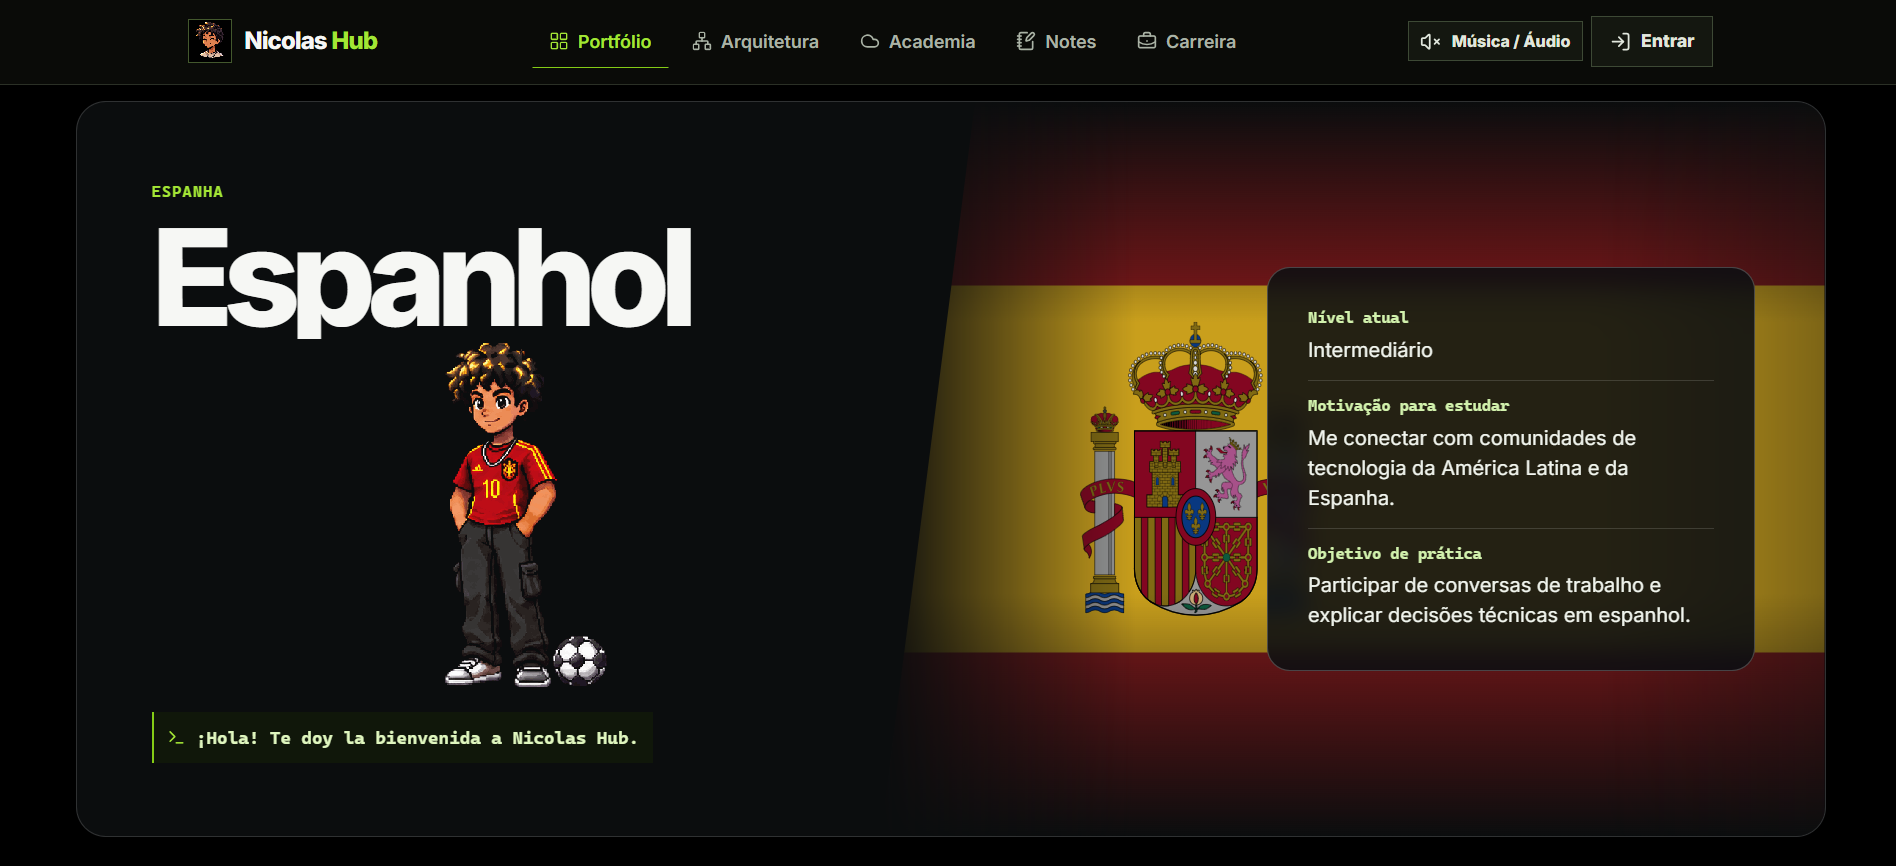 Nicolas Hub
Portfólio
Arquitetura
Academia
Notes
Carreira
Música / Áudio
Entrar
ESPANHA
Espanhol
10
>_ ¡Hola! Te doy la bienvenida a Nicolas Hub.
PLVS
Nível atual
Intermediário
Motivação para estudar
Me conectar com comunidades de
tecnologia da América Latina e da
Espanha.
Objetivo de prática
Participar de conversas de trabalho e
explicar decisões técnicas em espanhol.